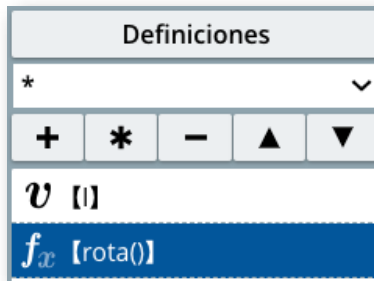 Definiciones
*
+ * − ▲ ▼
v 【l】
fx 【rota()】